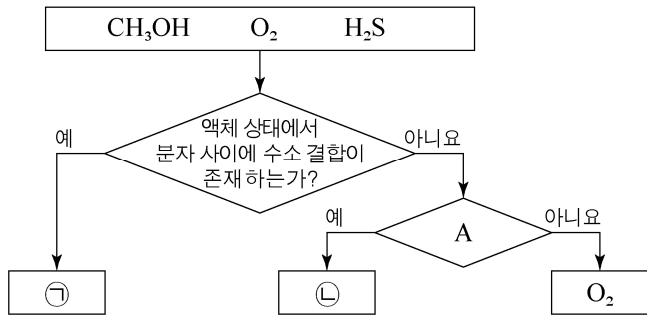 CH₃OH O₂ H₂S
액체 상태에서
분자 사이에 수소 결합이
존재하는가?
예
아니요
A
예
아니요
㉠
㉡
O₂